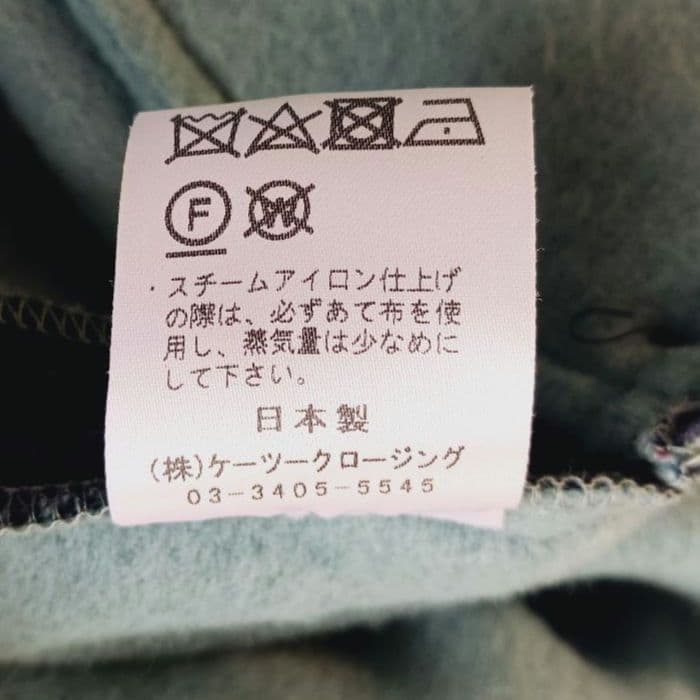 F W
・スチームアイロン仕上げ
の際は、必ずあて布を使
用し、蒸気量は少なめに
して下さい。
日本製
(株)ケーツークロージング
03-3405-5545